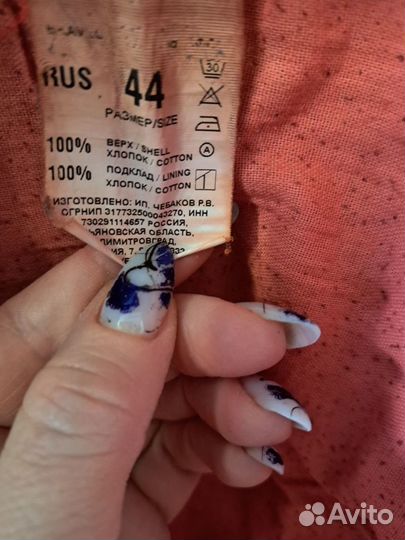 RUS 44
РАЗМЕР/SIZE
30
100% ВЕРХ / SHELL
ХЛОПОК / COTTON
A
100% ПОДКЛАД / LINING
ХЛОПОК / COTTON
ИЗГОТОВЛЕНО: ИП. ЧЕБАКОВ Р.В.
ОГРНИП 317732500043270, ИНН
730291114657 РОССИЯ,
ЬЯНОВСКАЯ ОБЛАСТЬ,
ИМИТРОВГРАД,
Avito